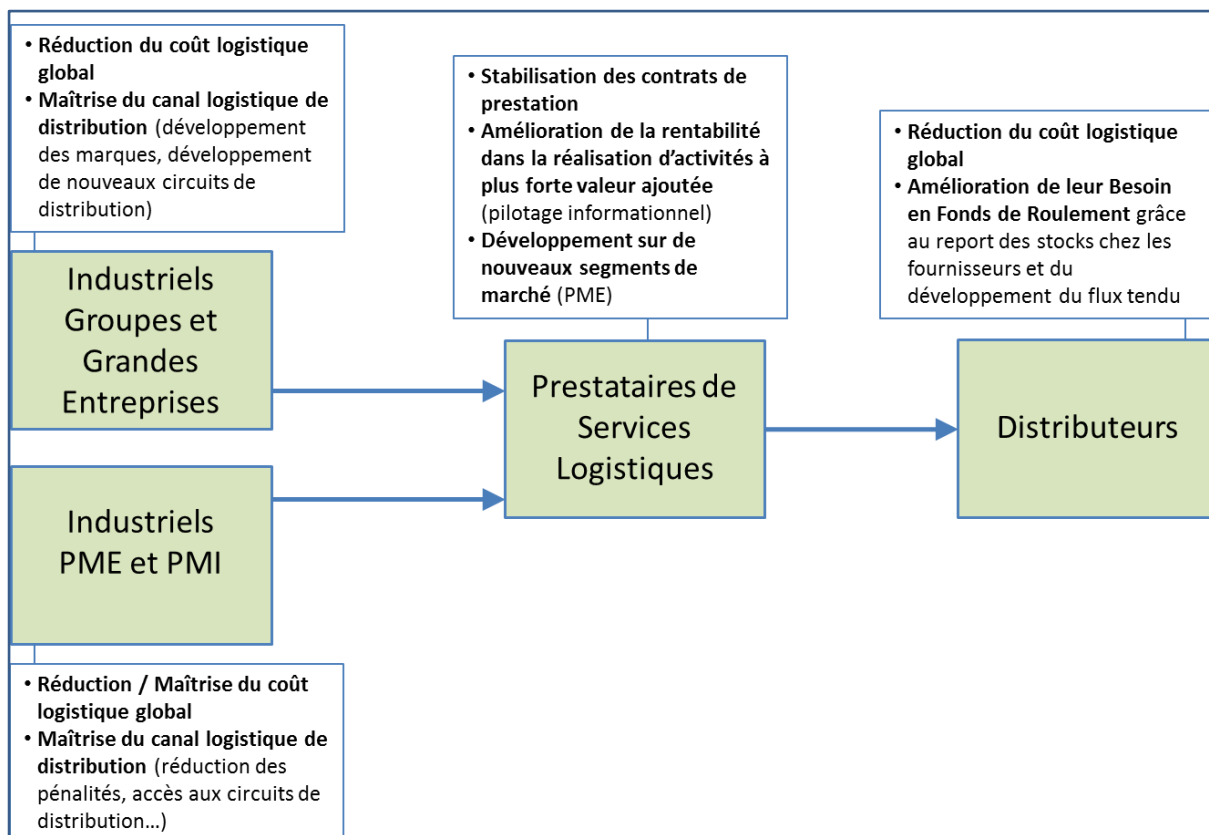 • Réduction du coût logistique
global
• Maîtrise du canal logistique de
distribution (développement
des marques, développement
de nouveaux circuits de
distribution)
Industriels
Groupes et
Grandes
Entreprises
Industriels
PME et PMI
• Réduction / Maîtrise du coût
logistique global
• Maîtrise du canal logistique de
distribution (réduction des
pénalités, accès aux circuits de
distribution...)
• Stabilisation des contrats de
prestation
• Amélioration de la rentabilité
dans la réalisation d'activités à
plus forte valeur ajoutée
(pilotage informationnel)
• Développement sur de
nouveaux segments de
marché (PME)
Prestataires de
Services
Logistiques
• Réduction du coût logistique
global
• Amélioration de leur Besoin
en Fonds de Roulement grâce
au report des stocks chez les
fournisseurs et du
développement du flux tendu
Distributeurs